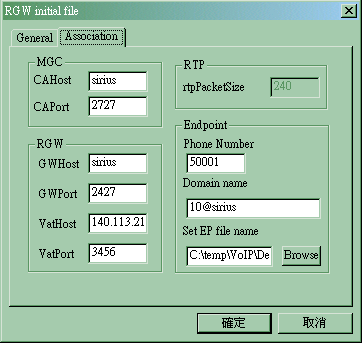 RGW initial file
General
Association
MGC
CAHost sirius
CAPort 2727
RGW
GWHost sirius
GWPort 2427
VatHost 140.113.21
VatPort 3456
RTP
rtpPacketSize 240
Endpoint
Phone Number
50001
Domain name
10@sirius
Set EP file name
C:\temp\VoIP\De Browse
確定
取消